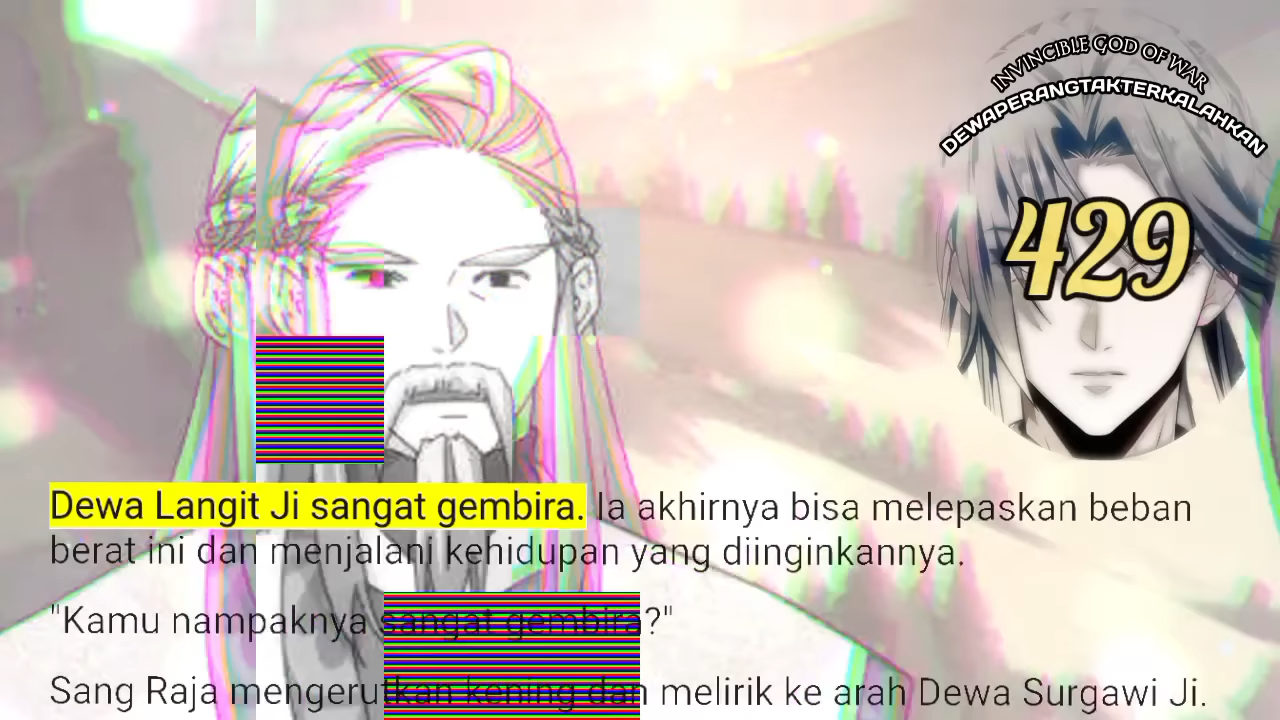 INVINCIBLE GOD OF WAR
DEWAPERANGTAKTERKALAHKAN
429
Dewa Langit Ji sangat gembira. Ia akhirnya bisa melepaskan beban
berat ini dan menjalani kehidupan yang diinginkannya.
"Kamu nampaknya sangat gembira?"
Sang Raja mengerutkan kening dan melirik ke arah Dewa Surgawi Ji.